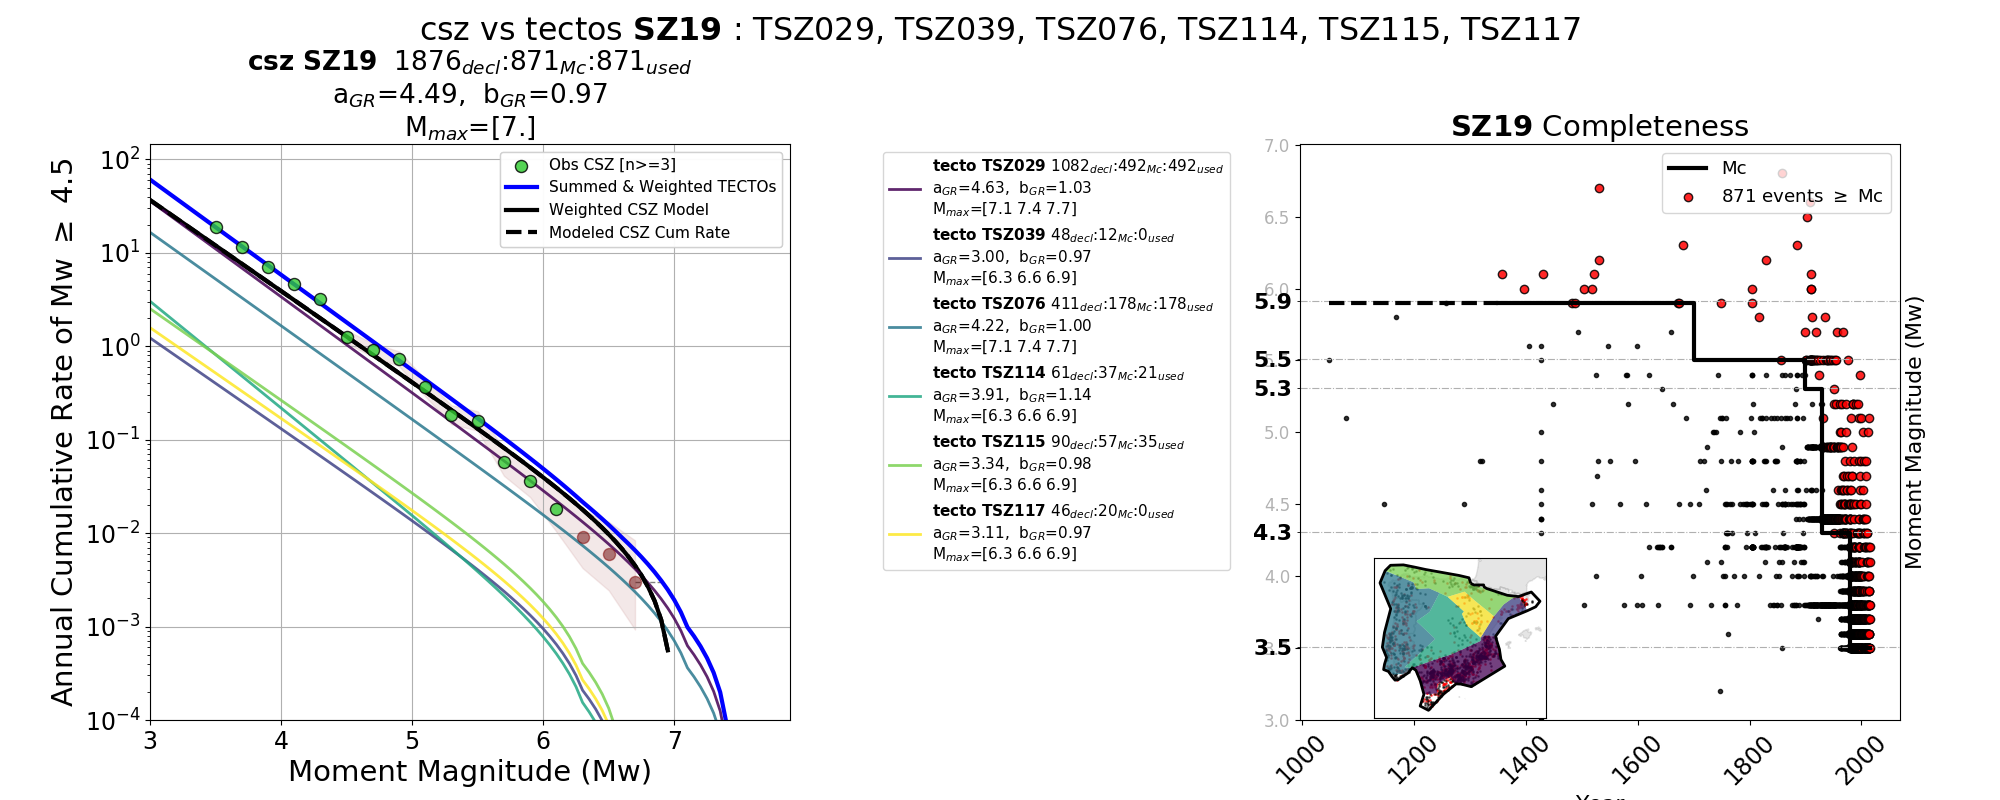 csz vs tectos SZ19 : TSZ029, TSZ039, TSZ076, TSZ114, TSZ115, TSZ117
csz SZ19 1876decl:871Mc:871used
aGR=4.49, bGR=0.97
Mmax=[7.]
Annual Cumulative Rate of Mw ≥ 4.5
10²
10¹
10⁰
10⁻¹
10⁻²
10⁻³
10⁻⁴
3 4 5 6 7
Moment Magnitude (Mw)
Obs CSZ [n>=3]
Summed & Weighted TECTOs
Weighted CSZ Model
Modeled CSZ Cum Rate
tecto TSZ029 1082decl:492Mc:492used
aGR=4.63, bGR=1.03
Mmax=[7.1 7.4 7.7]
tecto TSZ039 48decl:12Mc:0used
aGR=3.00, bGR=0.97
Mmax=[6.3 6.6 6.9]
tecto TSZ076 411decl:178Mc:178used
aGR=4.22, bGR=1.00
Mmax=[7.1 7.4 7.7]
tecto TSZ114 61decl:37Mc:21used
aGR=3.91, bGR=1.14
Mmax=[6.3 6.6 6.9]
tecto TSZ115 90decl:57Mc:35used
aGR=3.34, bGR=0.98
Mmax=[6.3 6.6 6.9]
tecto TSZ117 46decl:20Mc:0used
aGR=3.11, bGR=0.97
Mmax=[6.3 6.6 6.9]
SZ19 Completeness
Mc
871 events ≥ Mc
7.0
6.5
6.0
5.9
5.5
5.5
5.3
5.0
4.5
4.3
4.0
3.5
3.0
1000 1200 1400 1600 1800 2000
Moment Magnitude (Mw)